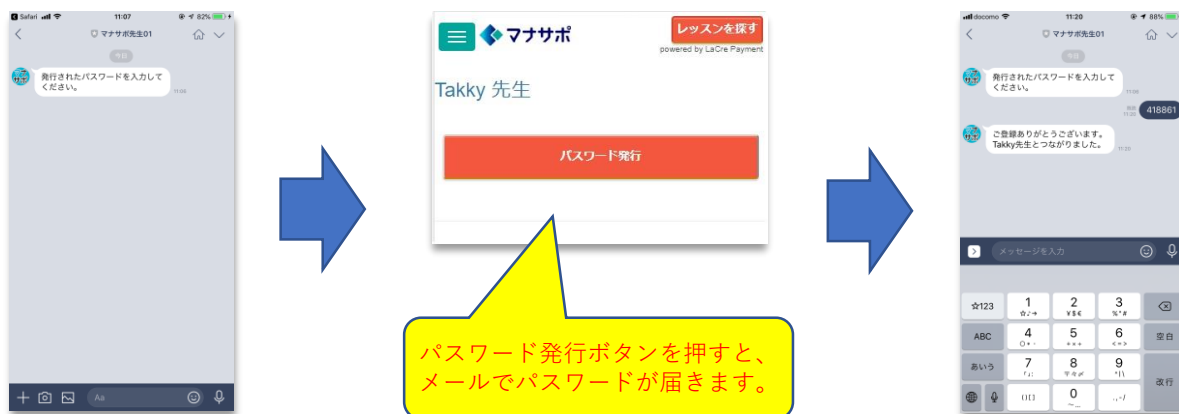 Safari 11:07 82%
マナサポ先生01
今日
発行されたパスワードを入力して
ください。
11:05
Aa
マナサポ
レッスンを探す
powered by LaCre Payment
Takky 先生
パスワード発行
パスワード発行ボタンを押すと、
メールでパスワードが届きます。
docomo 11:20 88%
マナサポ先生01
今日
発行されたパスワードを入力して
ください。
418861
ご登録ありがとうございます。
Takky先生とつながりました。
メッセージを入力
☆123 1 2 3
☆♪→ ¥$€ %°#
ABC 4 5 6 空白
○*・ +×÷ <=>
あいう 7 8 9 改行
「」: 〒々〆 ^|\
()[] 0 .,-/